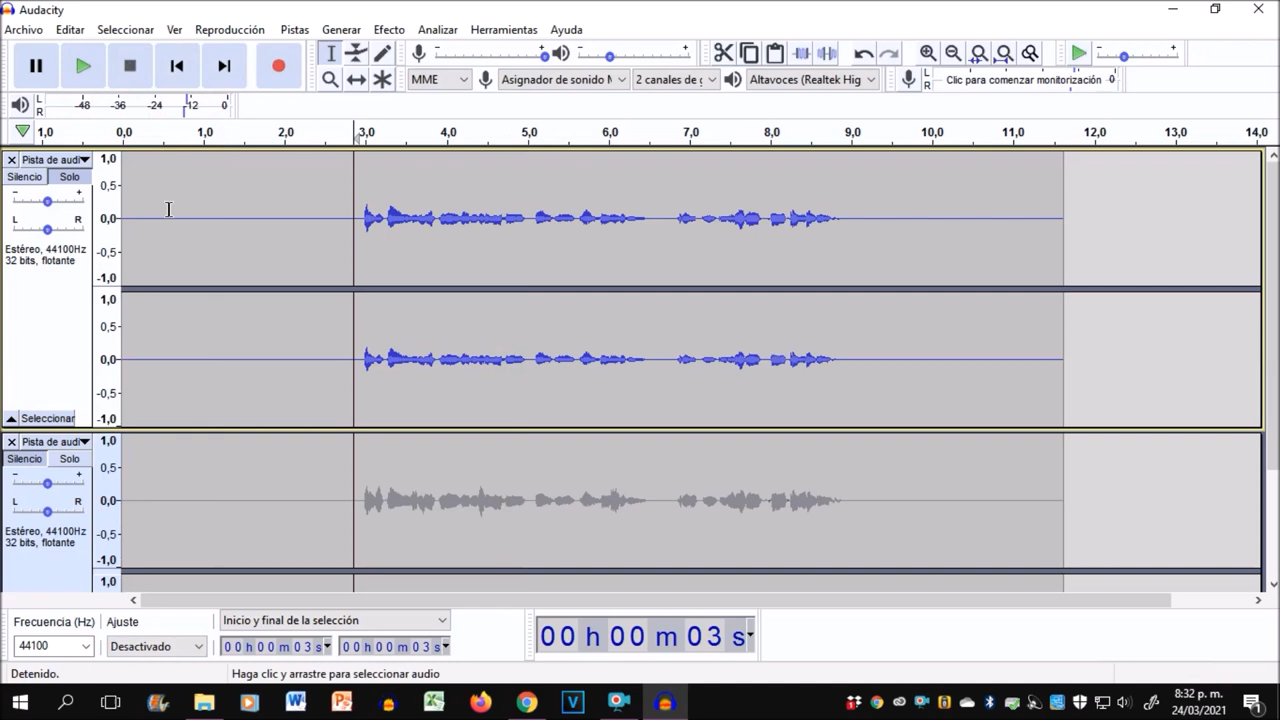 Audacity
Archivo Editar Seleccionar Ver Reproducción Pistas Generar Efecto Analizar Herramientas Ayuda
MME Asignador de sonido M 2 canales de g Altavoces (Realtek Hig L R Clic para comenzar monitorización 0
L R -48 -36 -24 -12 0
1,0 0,0 1,0 2,0 3,0 4,0 5,0 6,0 7,0 8,0 9,0 10,0 11,0 12,0 13,0 14,0
Pista de audi 1,0
Silencio Solo
- + 0,5
L R 0,0
Estéreo, 44100Hz -0,5
32 bits, flotante
-1,0
1,0
0,5
0,0
-0,5
Seleccionar -1,0
Pista de audi 1,0
Silencio Solo 0,5
- +
L R 0,0
Estéreo, 44100Hz -0,5
32 bits, flotante
-1,0
1,0
Frecuencia (Hz) Ajuste Inicio y final de la selección
44100 Desactivado 00 h 00 m 03 s 00 h 00 m 03 s 00 h 00 m 03 s
Detenido. Haga clic y arrastre para seleccionar audio
8:32 p. m.
24/03/2021